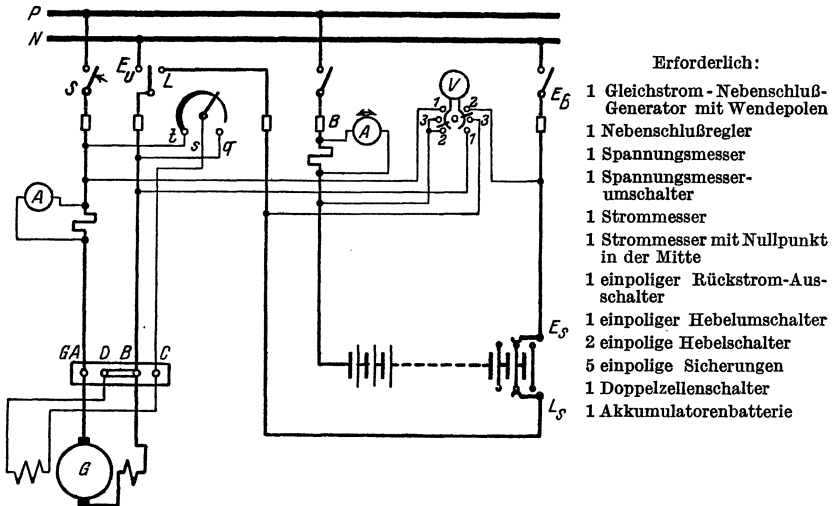 P
N
S
E_u
L
t
s
q
B
A
V
1
2
3
3
2
1
E_ß
A
GA D B C
G
E_s
L_s
Erforderlich:
1 Gleichstrom-Nebenschluß-
Generator mit Wendepolen
1 Nebenschlußregler
1 Spannungsmesser
1 Spannungsmesser-
umschalter
1 Strommesser
1 Strommesser mit Nullpunkt
in der Mitte
1 einpoliger Rückstrom-Aus-
schalter
1 einpoliger Hebelumschalter
2 einpolige Hebelschalter
5 einpolige Sicherungen
1 Doppelzellenschalter
1 Akkumulatorenbatterie